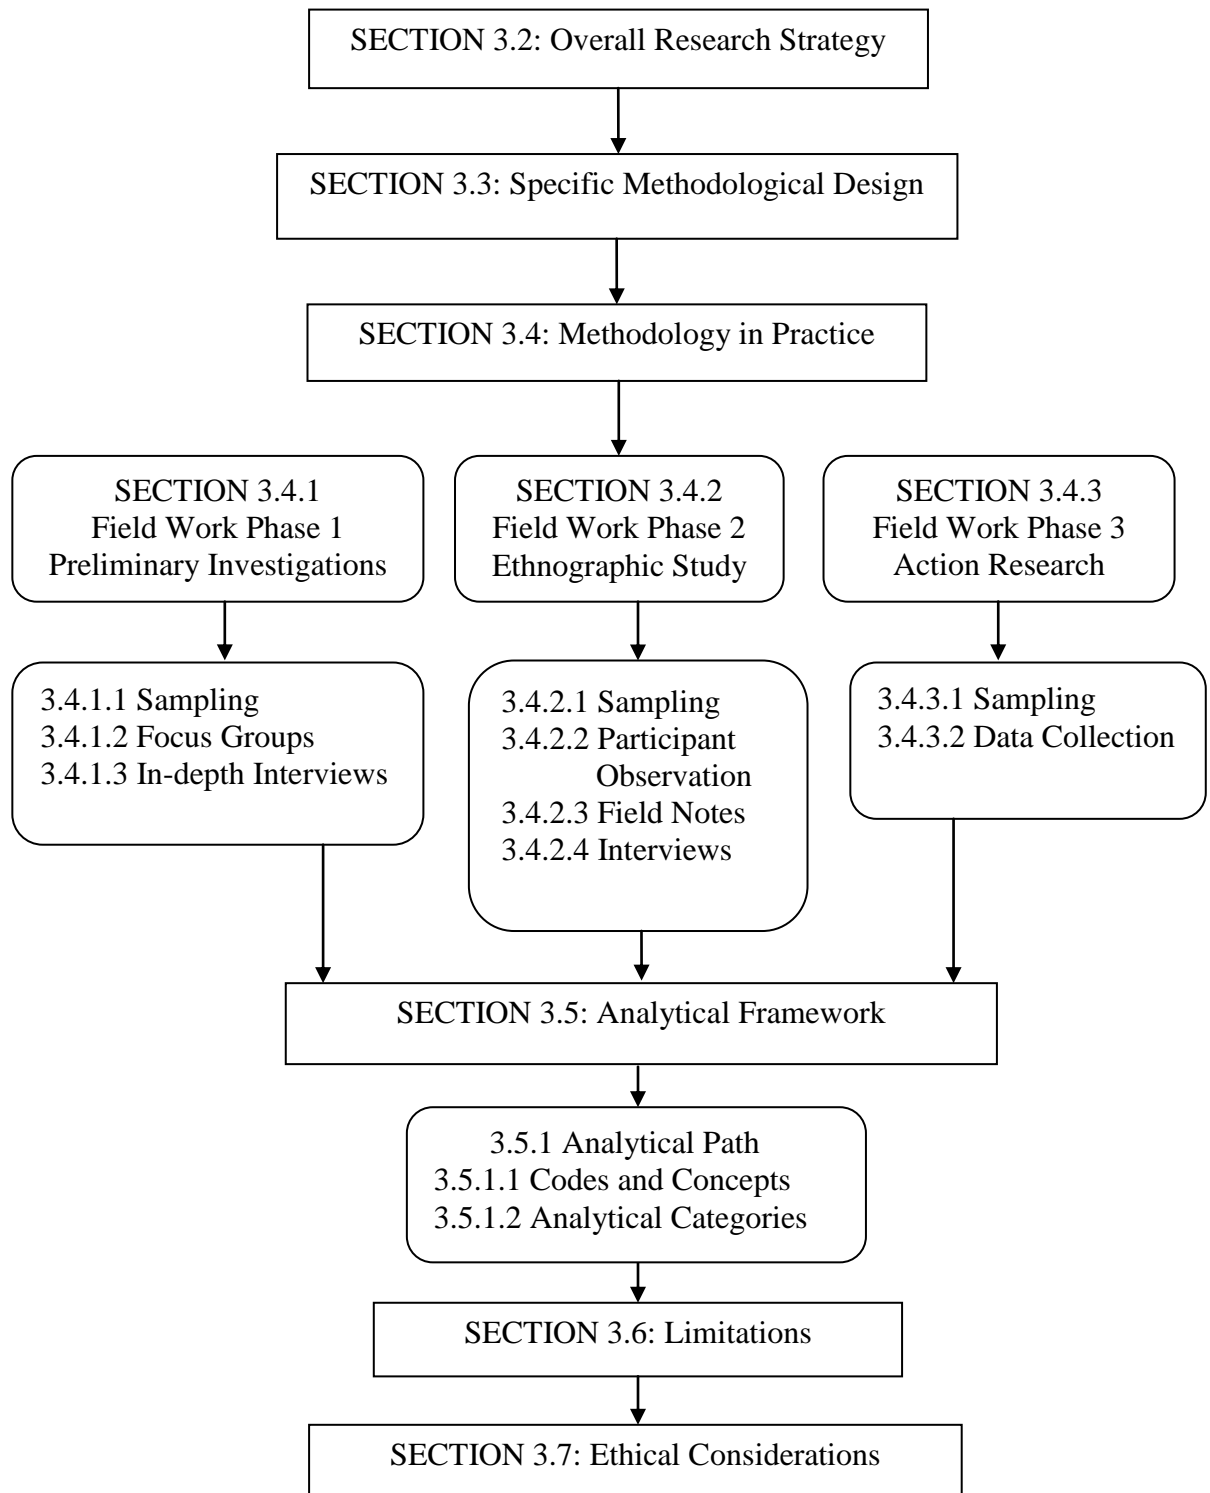 SECTION 3.2: Overall Research Strategy
SECTION 3.3: Specific Methodological Design
SECTION 3.4: Methodology in Practice
SECTION 3.4.1
Field Work Phase 1
Preliminary Investigations
SECTION 3.4.2
Field Work Phase 2
Ethnographic Study
SECTION 3.4.3
Field Work Phase 3
Action Research
3.4.1.1 Sampling
3.4.1.2 Focus Groups
3.4.1.3 In-depth Interviews
3.4.2.1 Sampling
3.4.2.2 Participant
Observation
3.4.2.3 Field Notes
3.4.2.4 Interviews
3.4.3.1 Sampling
3.4.3.2 Data Collection
SECTION 3.5: Analytical Framework
3.5.1 Analytical Path
3.5.1.1 Codes and Concepts
3.5.1.2 Analytical Categories
SECTION 3.6: Limitations
SECTION 3.7: Ethical Considerations